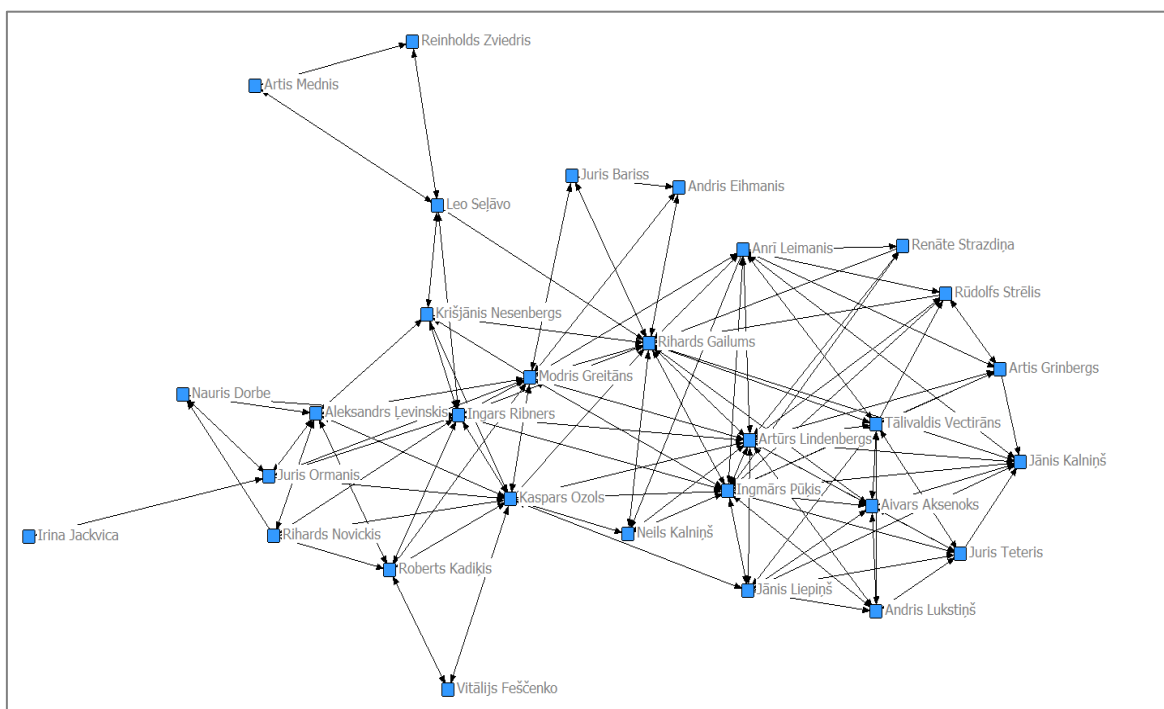 Reinholds Zviedris
Artis Mednis
Juris Bariss
Andris Eihmanis
Leo Seļāvo
Anrī Leimanis
Renāte Strazdiņa
Rūdolfs Strēlis
Krišjānis Nesenbergs
Rihards Gailums
Artis Grinbergs
Modris Greitāns
Nauris Dorbe
Aleksandrs Ļevinskis
Ingars Ribners
Tālivaldis Vectirāns
Artūrs Lindenbergs
Jānis Kalniņš
Juris Ormanis
Ingmārs Pūķis
Kaspars Ozols
Aivars Aksenoks
Irina Jackvica
Rihards Novickis
Neils Kalniņš
Juris Teteris
Roberts Kadiķis
Jānis Liepiņš
Andris Lukstiņš
Vitālijs Feščenko